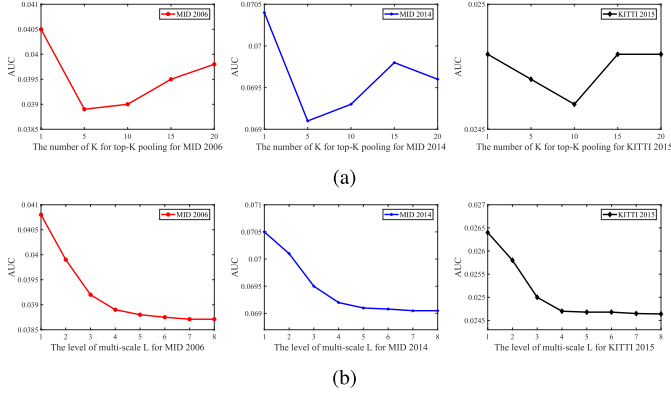 0.041
0.0405
0.04
0.0395
0.039
0.0385
AUC
MID 2006
5 10 15 20
The number of K for top-K pooling for MID 2006
0.0705
0.07
0.0695
0.069
AUC
MID 2014
5 10 15 20
The number of K for top-K pooling for MID 2014
0.025
0.0245
AUC
KITTI 2015
5 10 15 20
The number of K for top-K pooling for KITTI 2015
(a)
0.041
0.0405
0.04
0.0395
0.039
0.0385
AUC
MID 2006
1 2 3 4 5 6 7 8
The level of multi-scale L for MID 2006
0.071
0.0705
0.07
0.0695
0.069
AUC
MID 2014
1 2 3 4 5 6 7 8
The level of multi-scale L for MID 2014
0.027
0.0265
0.026
0.0255
0.025
0.0245
AUC
KITTI 2015
1 2 3 4 5 6 7 8
The level of multi-scale L for KITTI 2015
(b)